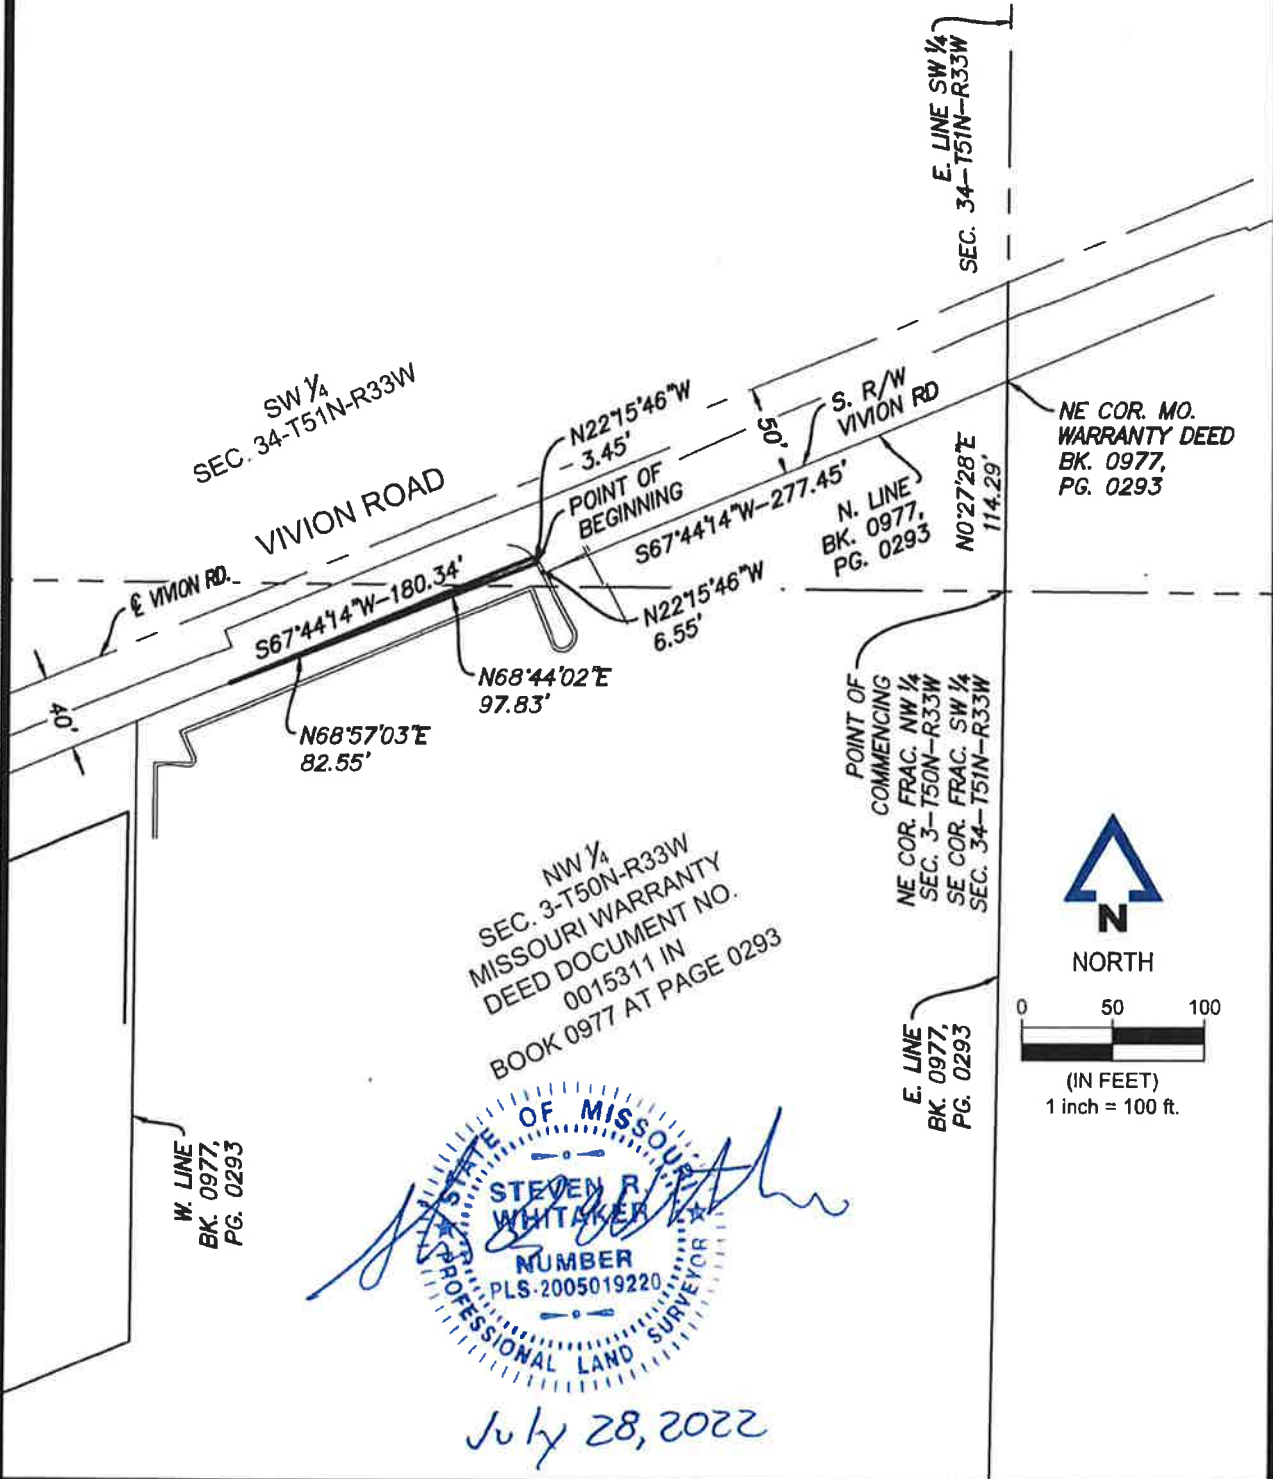 E. LINE SW 1/4
SEC. 34-T51N-R33W
SW 1/4
SEC. 34-T51N-R33W
VIVION ROAD
N22°15'46"W
3.45'
POINT OF
BEGINNING
50'
S. R/W
VIVION RD
NE COR. MO.
WARRANTY DEED
BK. 0977,
PG. 0293
N0°27'28"E
114.29'
S67°44'14"W-277.45'
N. LINE
BK. 0977,
PG. 0293
℄ VIVION RD.
S67°44'14"W-180.34'
N22°15'46"W
6.55'
40'
N68°44'02"E
97.83'
N68°57'03"E
82.55'
POINT OF
COMMENCING
NE COR. FRAC. NW 1/4
SEC. 3-T50N-R33W
SE COR. FRAC. SW 1/4
SEC. 34-T51N-R33W
NW 1/4
SEC. 3-T50N-R33W
MISSOURI WARRANTY
DEED DOCUMENT NO.
0015311 IN
BOOK 0977 AT PAGE 0293
N
NORTH
0 50 100
(IN FEET)
1 inch = 100 ft.
E. LINE
BK. 0977,
PG. 0293
W. LINE
BK. 0977,
PG. 0293
STATE OF MISSOURI
STEVEN R.
WHITAKER
NUMBER
PLS-2005019220
PROFESSIONAL LAND SURVEYOR
July 28, 2022